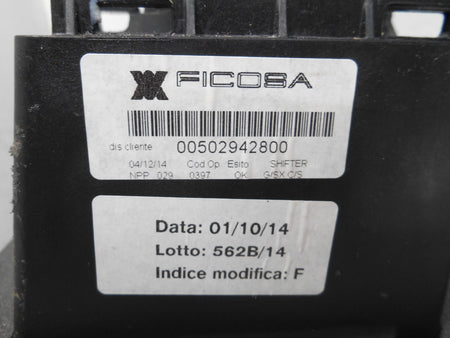 FICOSA
dis.cliente 00502942800
04/12/14 Cod Op. Esito SHIFTER
NPP 029 0397 OK G/SX C/S
Data: 01/10/14
Lotto: 562B/14
Indice modifica: F